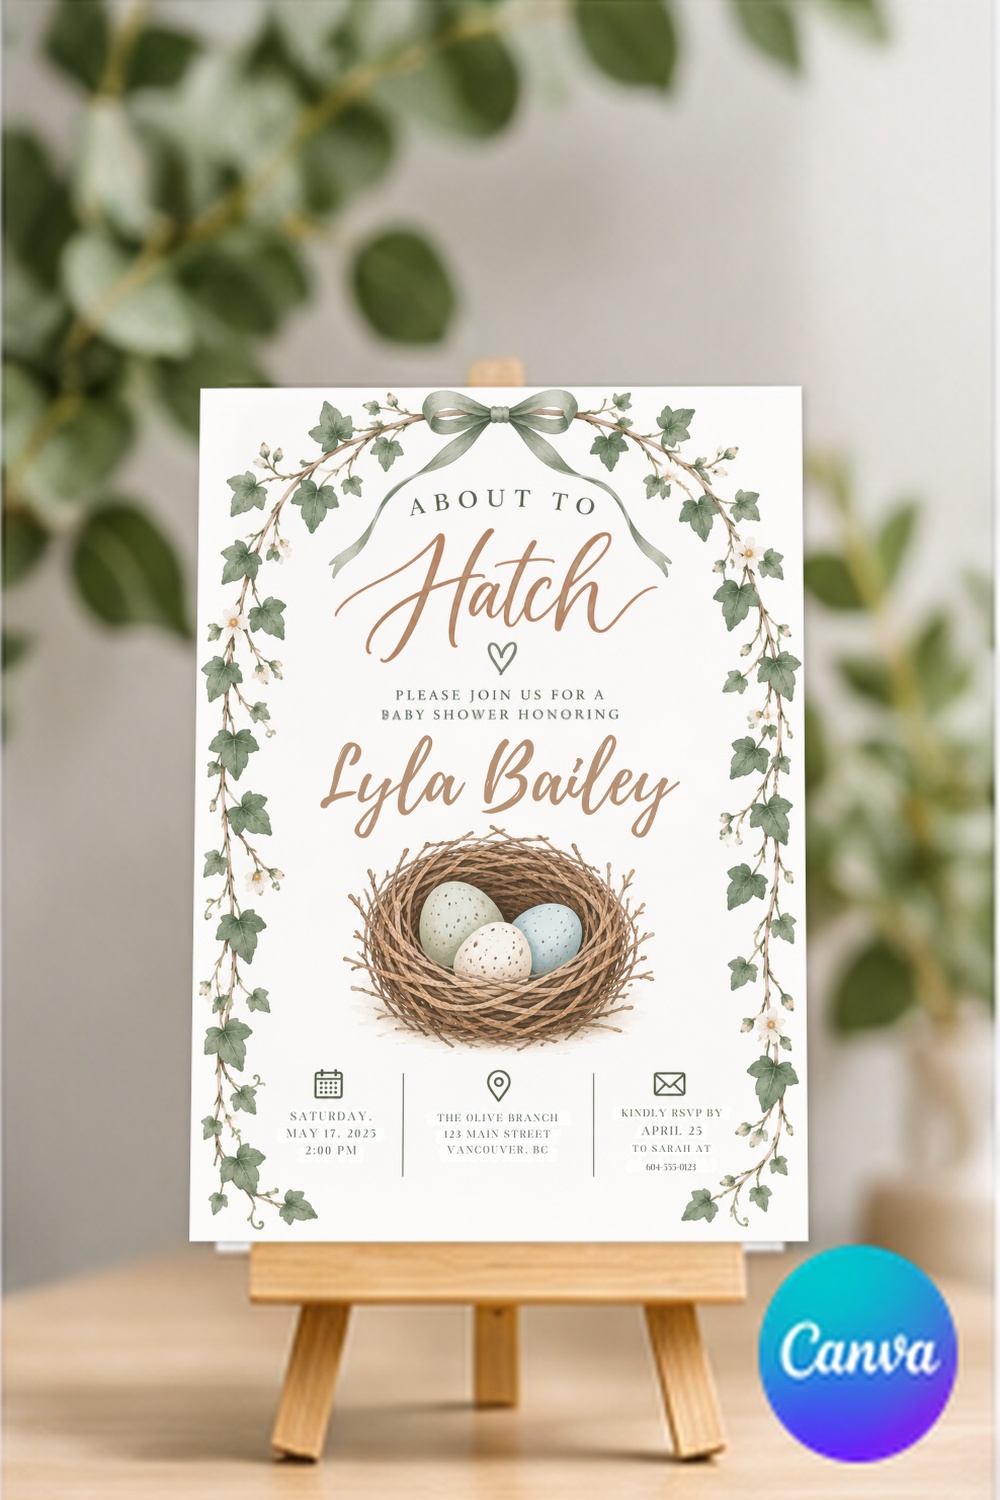 ABOUT TO
Hatch
PLEASE JOIN US FOR A
BABY SHOWER HONORING
Lyla Bailey
SATURDAY,
MAY 17, 2025
2:00 PM
THE OLIVE BRANCH
123 MAIN STREET
VANCOUVER, BC
KINDLY RSVP BY
APRIL 25
TO SARAH AT
604-555-0123
Canva